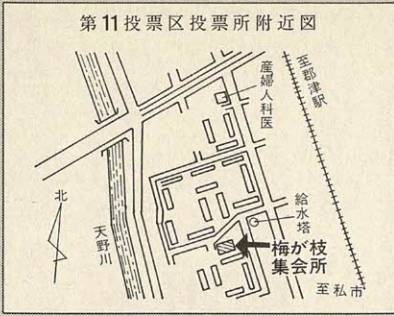 第11投票区投票所附近図
産婦人科医
至郡津駅
北
天野川
給水塔
梅が枝
集会所
至私市